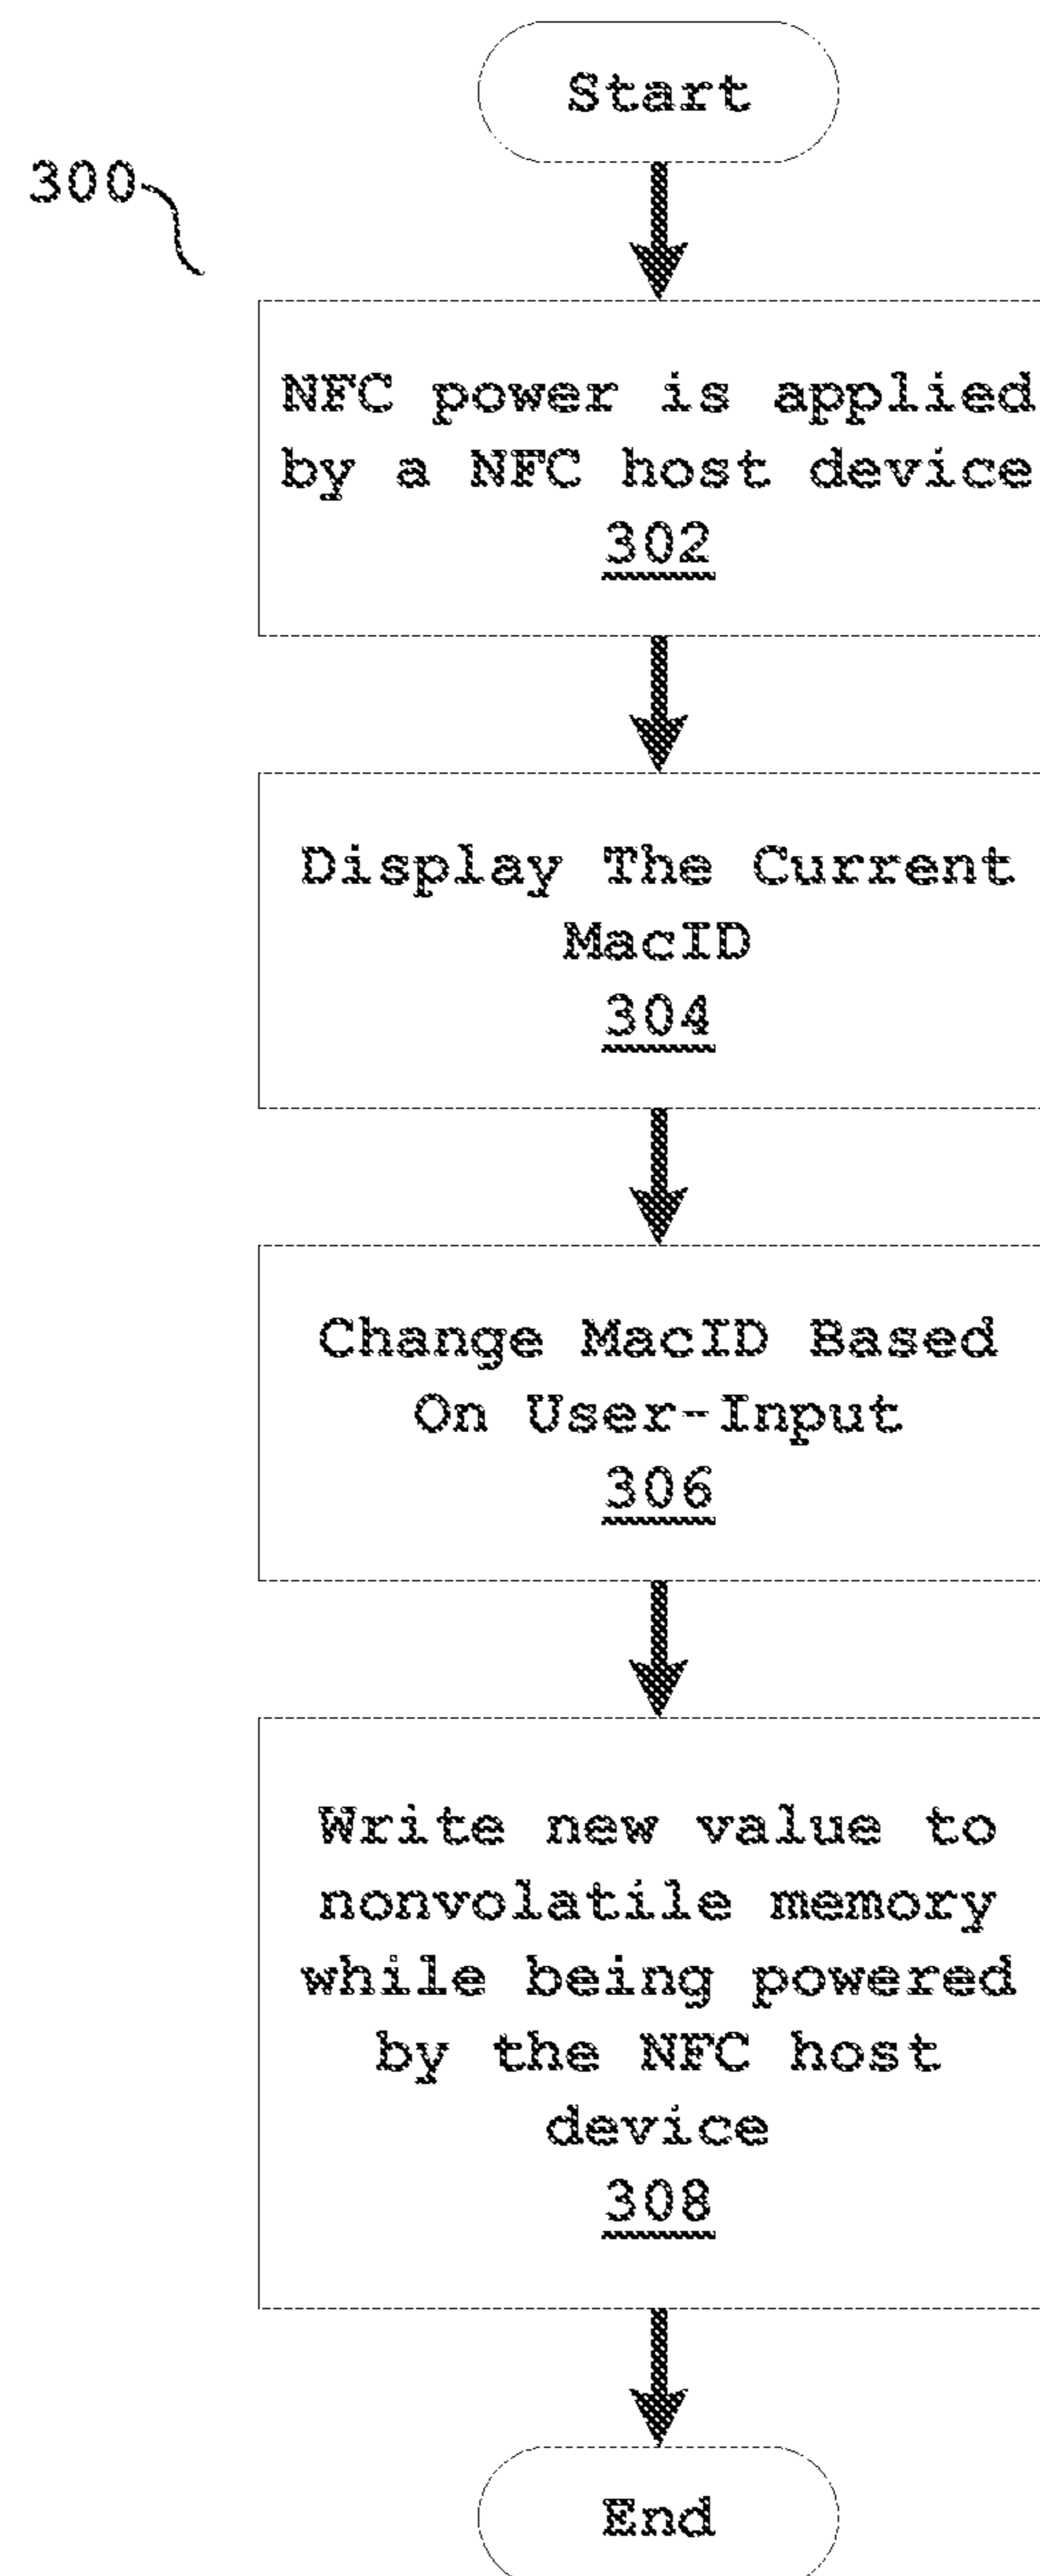 Start
300
NFC power is applied
by a NFC host device
302
Display The Current
MacID
304
Change MacID Based
On User-Input
306
Write new value to
nonvolatile memory
while being powered
by the NFC host
device
308
End